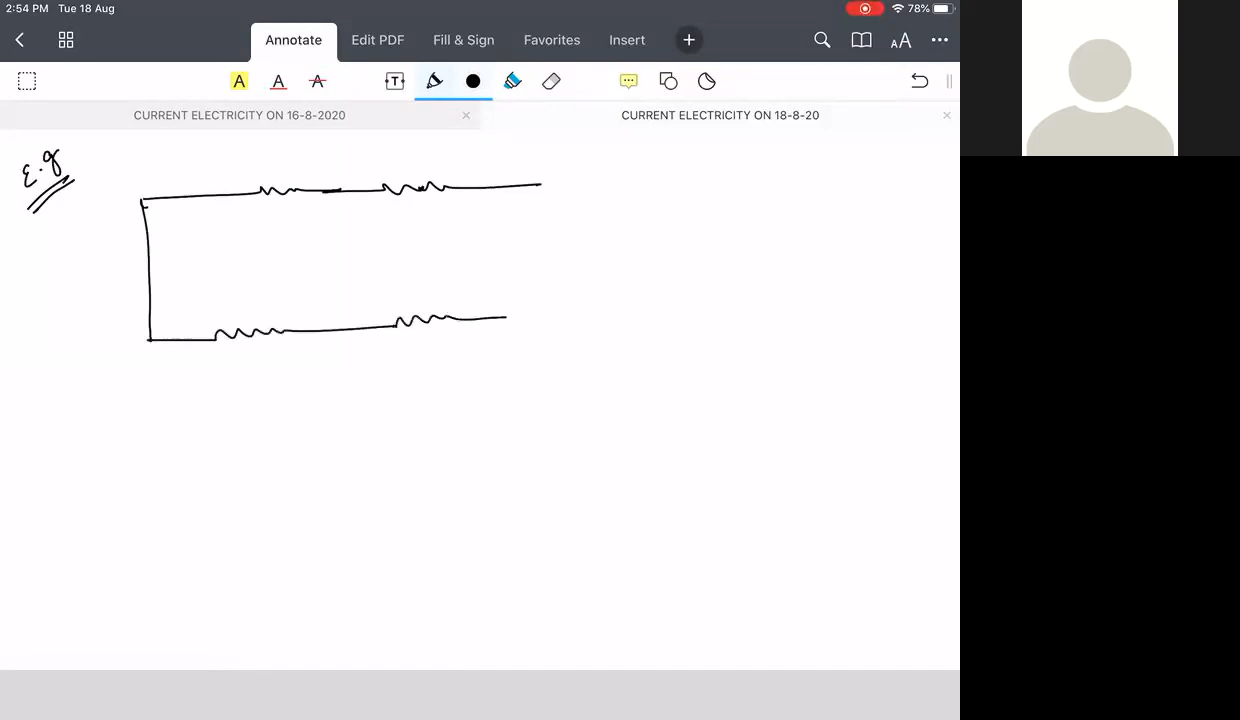 2:54 PM Tue 18 Aug 78%
Annotate Edit PDF Fill & Sign Favorites Insert
AA
A A A T
CURRENT ELECTRICITY ON 16-8-2020 CURRENT ELECTRICITY ON 18-8-20
E.g